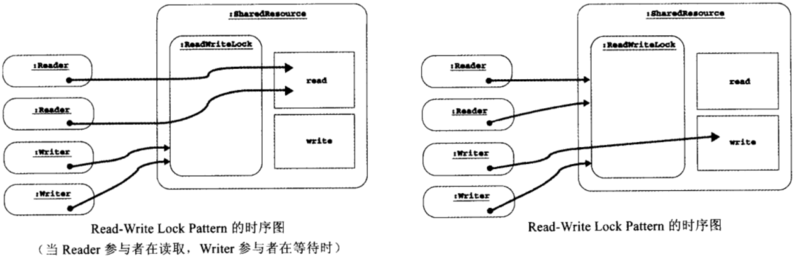 :SharedResource
:ReadWriteLock
:Reader
:Reader
:Writer
:Writer
read
write
Read-Write Lock Pattern 的时序图
（当 Reader 参与者在读取，Writer 参与者在等待时）
:SharedResource
:ReadWriteLock
:Reader
:Reader
:Writer
:Writer
read
write
Read-Write Lock Pattern 的时序图